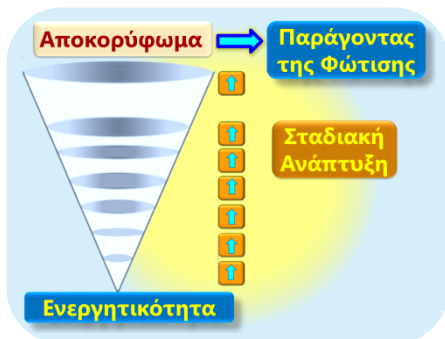 Αποκορύφωμα
Παράγοντας
της Φώτισης
Σταδιακή
Ανάπτυξη
Ενεργητικότητα